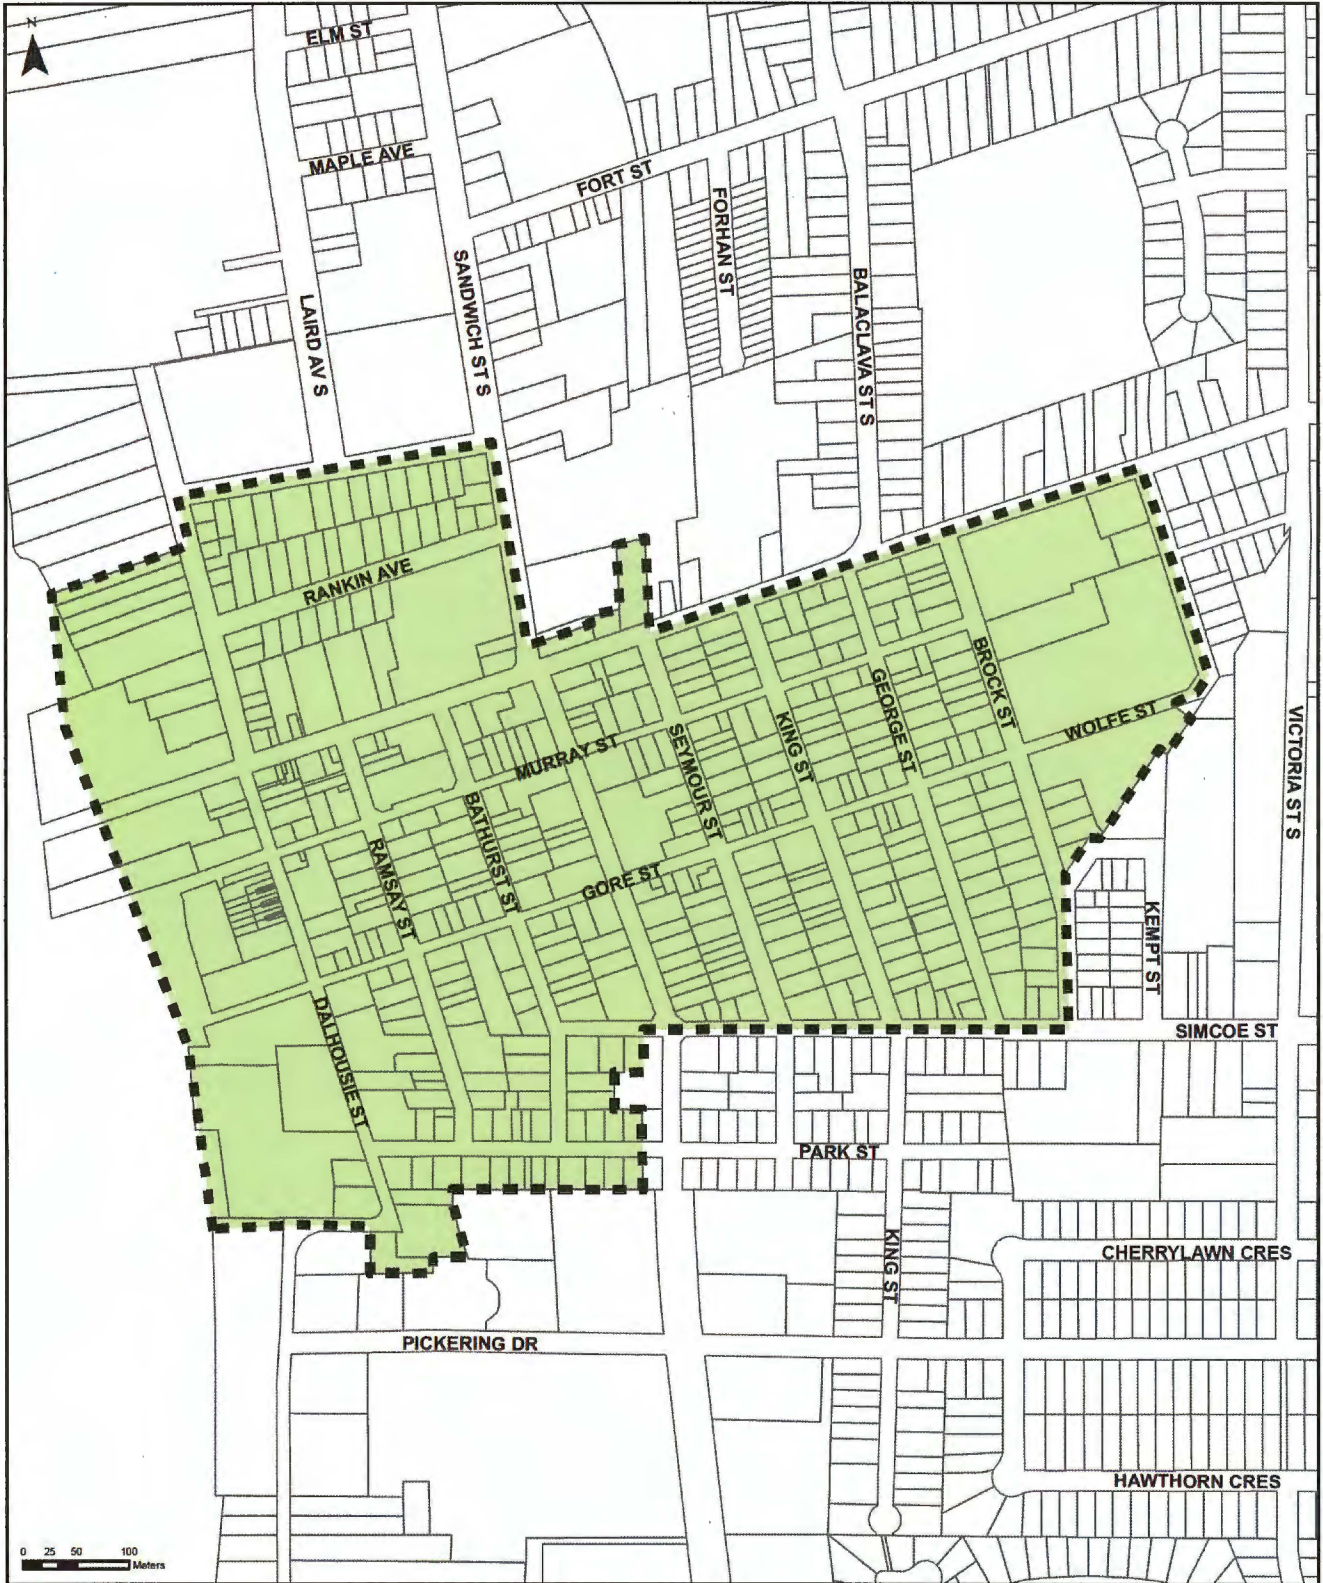 N
ELM ST
MAPLE AVE
FORT ST
FORHAN ST
SANDWICH ST S
BALACLAVA ST S
LAIRD AV S
RANKIN AVE
BROCK ST
GEORGE ST
WOLFE ST
KING ST
SEYMOUR ST
MURRAY ST
VICTORIA ST S
BATHURST ST
RAMSAY ST
GORE ST
KEMPT ST
DALHOUSIE ST
SIMCOE ST
PARK ST
KING ST
CHERRYLAWN CRES
PICKERING DR
HAWTHORN CRES
0 25 50 100
Meters